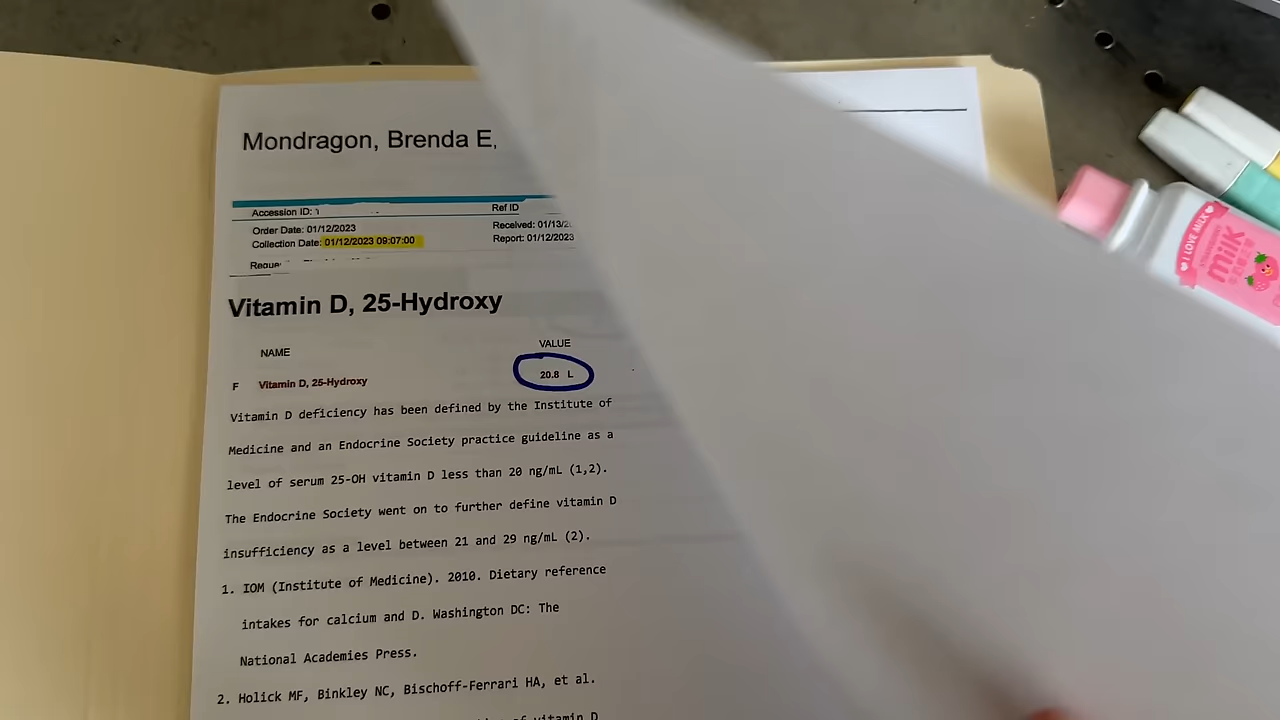 Mondragon, Brenda E,
Accession ID:
Ref ID
Order Date: 01/12/2023
Received: 01/13/2
Collection Date: 01/12/2023 09:07:00
Report: 01/12/2023
Vitamin D, 25-Hydroxy
NAME
VALUE
F Vitamin D, 25-Hydroxy 20.8 L
Vitamin D deficiency has been defined by the Institute of
Medicine and an Endocrine Society practice guideline as a
level of serum 25-OH vitamin D less than 20 ng/mL (1,2).
The Endocrine Society went on to further define vitamin D
insufficiency as a level between 21 and 29 ng/mL (2).
1. IOM (Institute of Medicine). 2010. Dietary reference
intakes for calcium and D. Washington DC: The
National Academies Press.
2. Holick MF, Binkley NC, Bischoff-Ferrari HA, et al.
of vitamin D
I LOVE MILK
milk